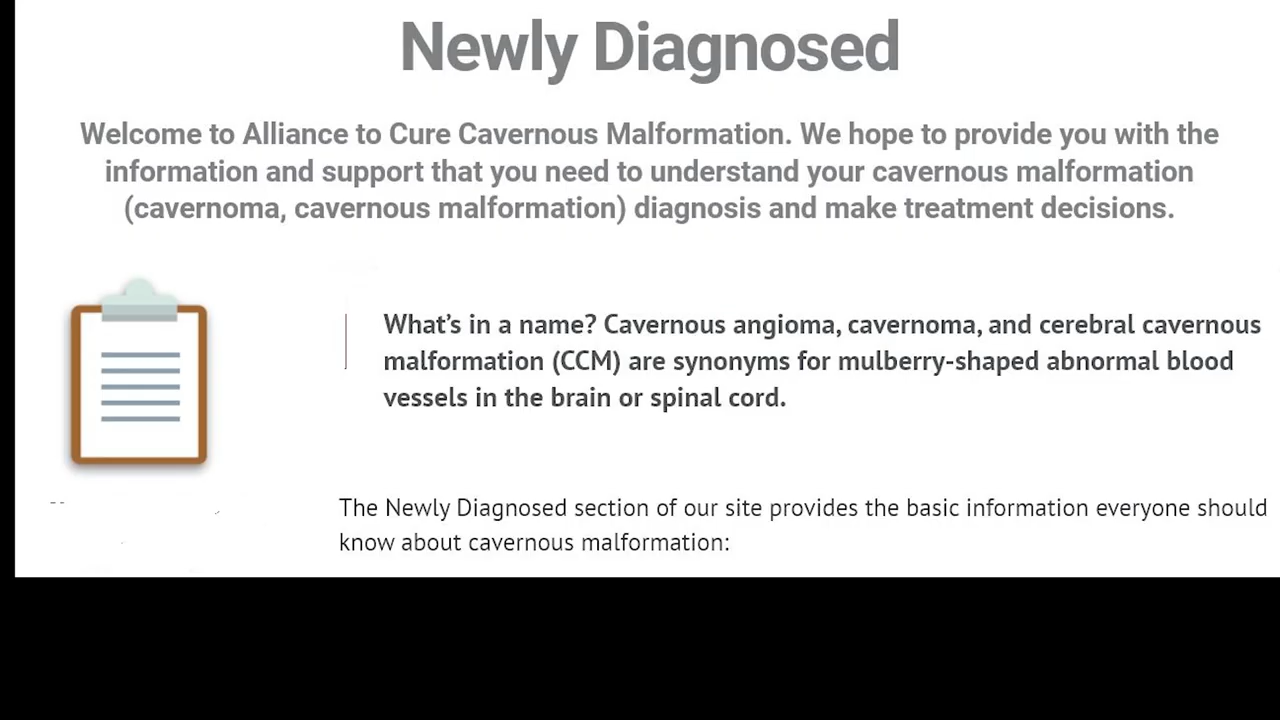 Newly Diagnosed
Welcome to Alliance to Cure Cavernous Malformation. We hope to provide you with the
information and support that you need to understand your cavernous malformation
(cavernoma, cavernous malformation) diagnosis and make treatment decisions.
What’s in a name? Cavernous angioma, cavernoma, and cerebral cavernous
malformation (CCM) are synonyms for mulberry-shaped abnormal blood
vessels in the brain or spinal cord.
The Newly Diagnosed section of our site provides the basic information everyone should
know about cavernous malformation: